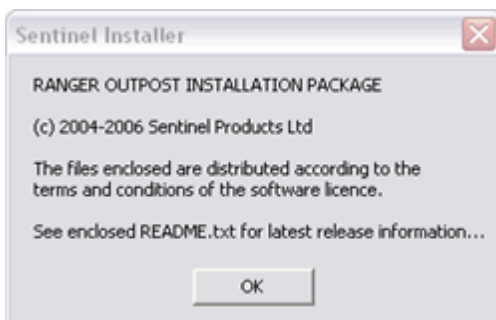 Sentinel Installer
RANGER OUTPOST INSTALLATION PACKAGE
(c) 2004-2006 Sentinel Products Ltd
The files enclosed are distributed according to the
terms and conditions of the software licence.
See enclosed README.txt for latest release information...
OK